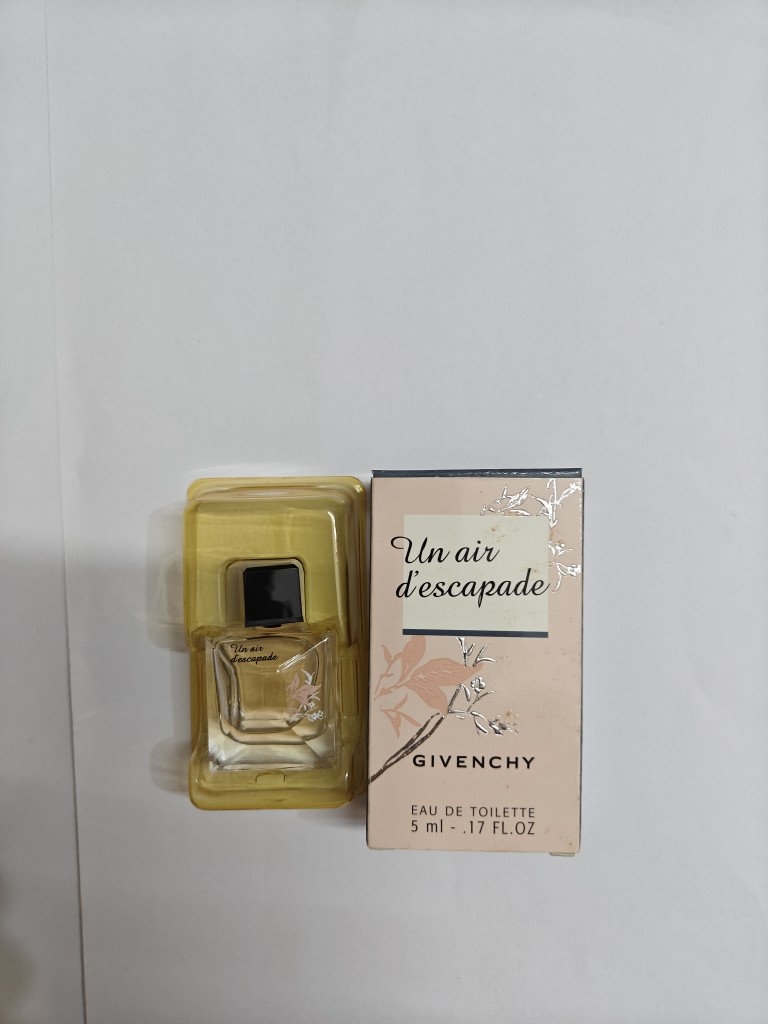 Un air
d'escapade
Un air
d'escapade
GIVENCHY
EAU DE TOILETTE
5 ml - .17 FL.OZ